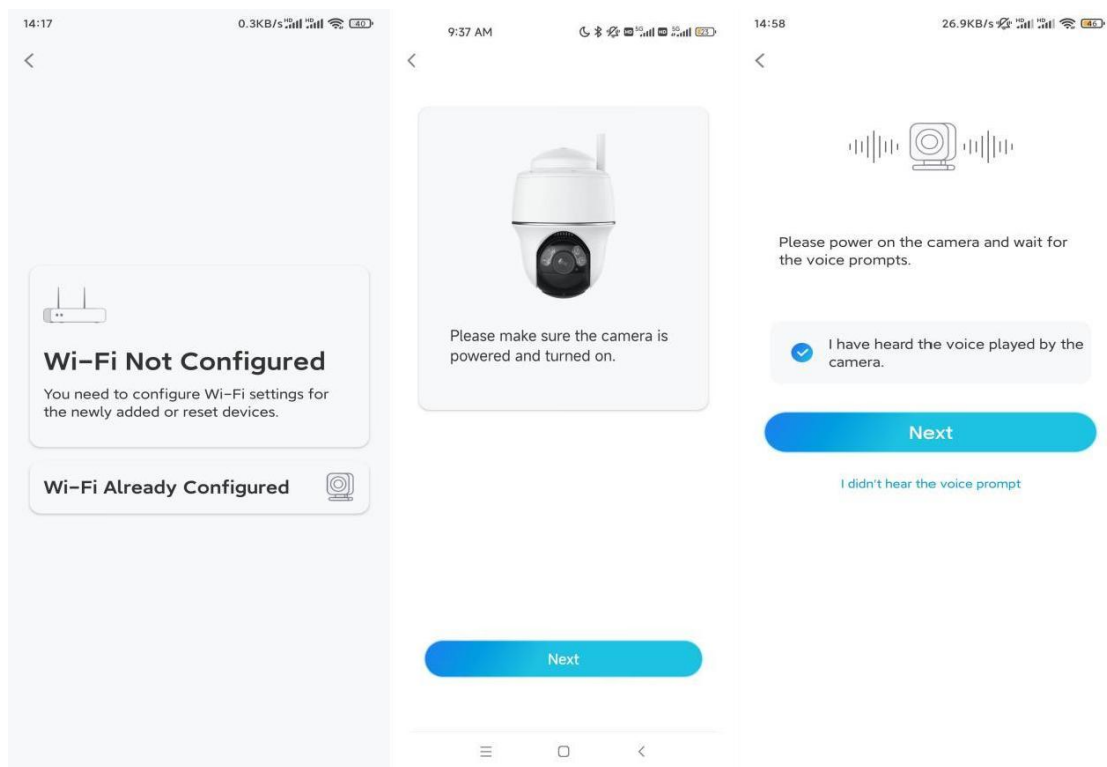 14:17
0.3KB/s
40
Wi-Fi Not Configured
You need to configure Wi-Fi settings for
the newly added or reset devices.
Wi-Fi Already Configured
9:37 AM
Please make sure the camera is
powered and turned on.
Next
14:58
26.9KB/s
46
Please power on the camera and wait for
the voice prompts.
I have heard the voice played by the
camera.
Next
I didn't hear the voice prompt